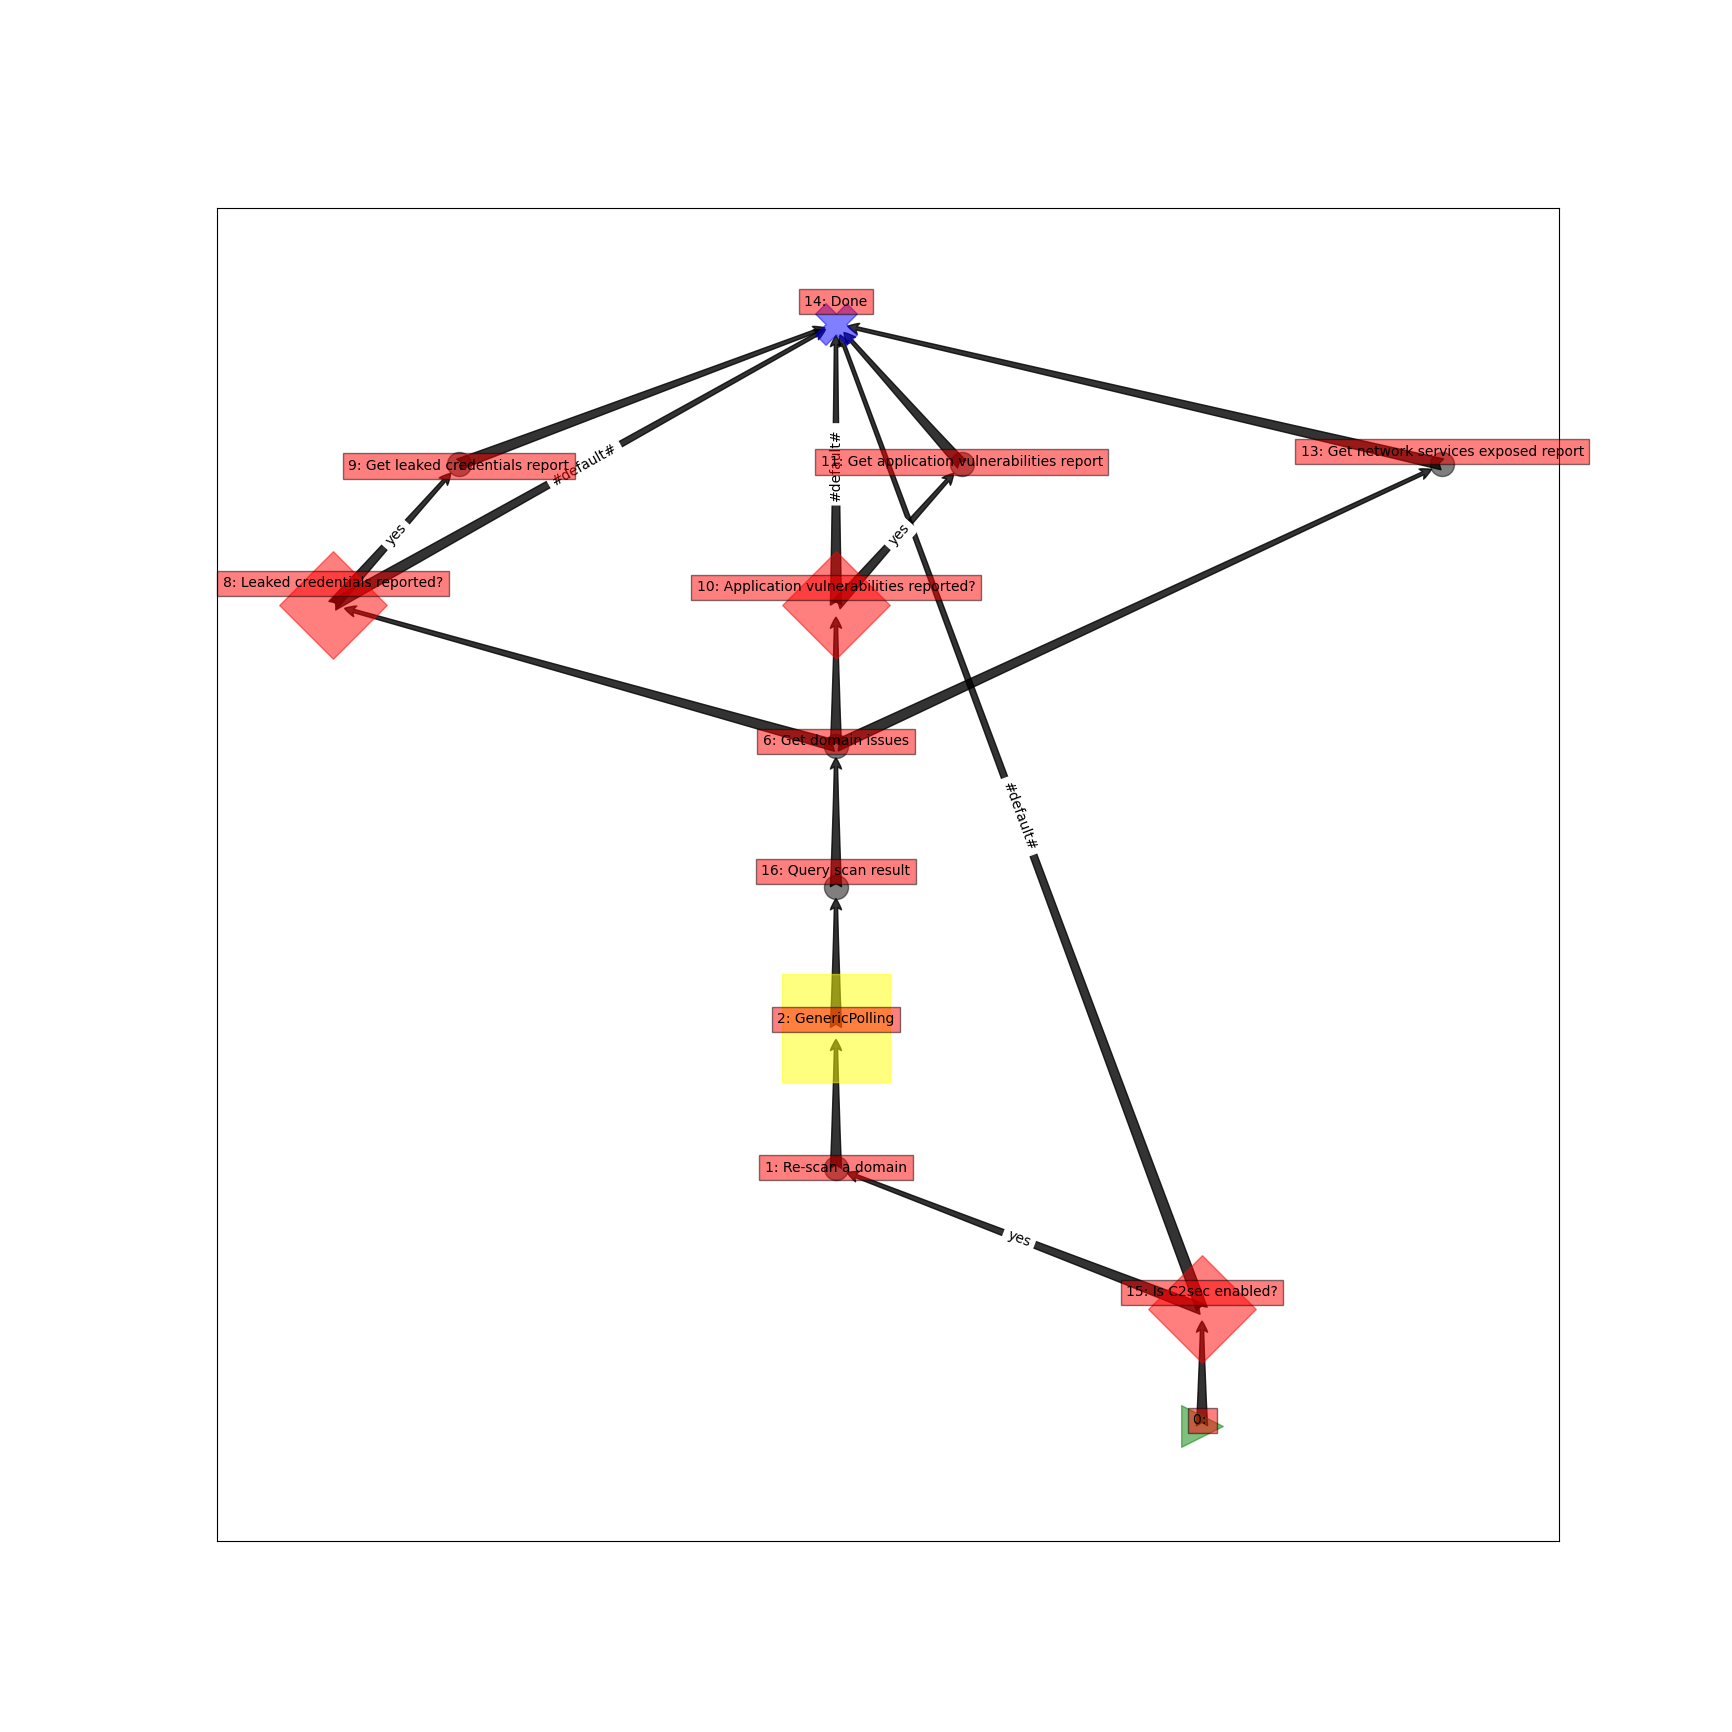 14: Done
13: Get network services exposed report
9: Get leaked credentials report
#default#
#default#
11: Get application vulnerabilities report
yes
yes
8: Leaked credentials reported?
10: Application vulnerabilities reported?
6: Get domain issues
#default#
16: Query scan result
2: GenericPolling
1: Re-scan a domain
yes
15: Is C2sec enabled?
0: